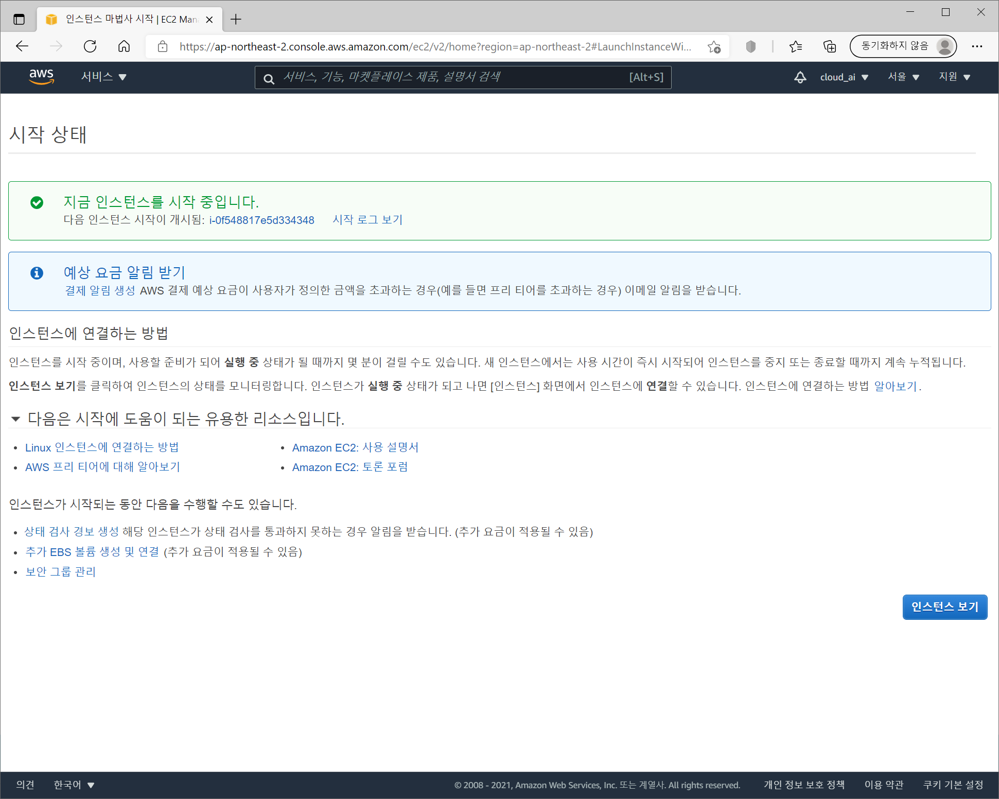 인스턴스 마법사 시작 | EC2 Man
https://ap-northeast-2.console.aws.amazon.com/ec2/v2/home?region=ap-northeast-2#LaunchInstanceWi...
동기화하지 않음
aws
서비스
서비스, 기능, 마켓플레이스 제품, 설명서 검색 [Alt+S]
cloud_ai
서울
지원
시작 상태
지금 인스턴스를 시작 중입니다.
다음 인스턴스 시작이 개시됨: i-0f548817e5d334348 시작 로그 보기
예상 요금 알림 받기
결제 알림 생성 AWS 결제 예상 요금이 사용자가 정의한 금액을 초과하는 경우(예를 들면 프리 티어를 초과하는 경우) 이메일 알림을 받습니다.
인스턴스에 연결하는 방법
인스턴스를 시작 중이며, 사용할 준비가 되어 실행 중 상태가 될 때까지 몇 분이 걸릴 수도 있습니다. 새 인스턴스에서는 사용 시간이 즉시 시작되어 인스턴스를 중지 또는 종료할 때까지 계속 누적됩니다.
인스턴스 보기를 클릭하여 인스턴스의 상태를 모니터링합니다. 인스턴스가 실행 중 상태가 되고 나면 [인스턴스] 화면에서 인스턴스에 연결할 수 있습니다. 인스턴스에 연결하는 방법 알아보기.
다음은 시작에 도움이 되는 유용한 리소스입니다.
• Linux 인스턴스에 연결하는 방법
• AWS 프리 티어에 대해 알아보기
• Amazon EC2: 사용 설명서
• Amazon EC2: 토론 포럼
인스턴스가 시작되는 동안 다음을 수행할 수도 있습니다.
• 상태 검사 경보 생성 해당 인스턴스가 상태 검사를 통과하지 못하는 경우 알림을 받습니다. (추가 요금이 적용될 수 있음)
• 추가 EBS 볼륨 생성 및 연결 (추가 요금이 적용될 수 있음)
• 보안 그룹 관리
인스턴스 보기
의견
한국어
© 2008 - 2021, Amazon Web Services, Inc. 또는 계열사. All rights reserved.
개인 정보 보호 정책
이용 약관
쿠키 기본 설정